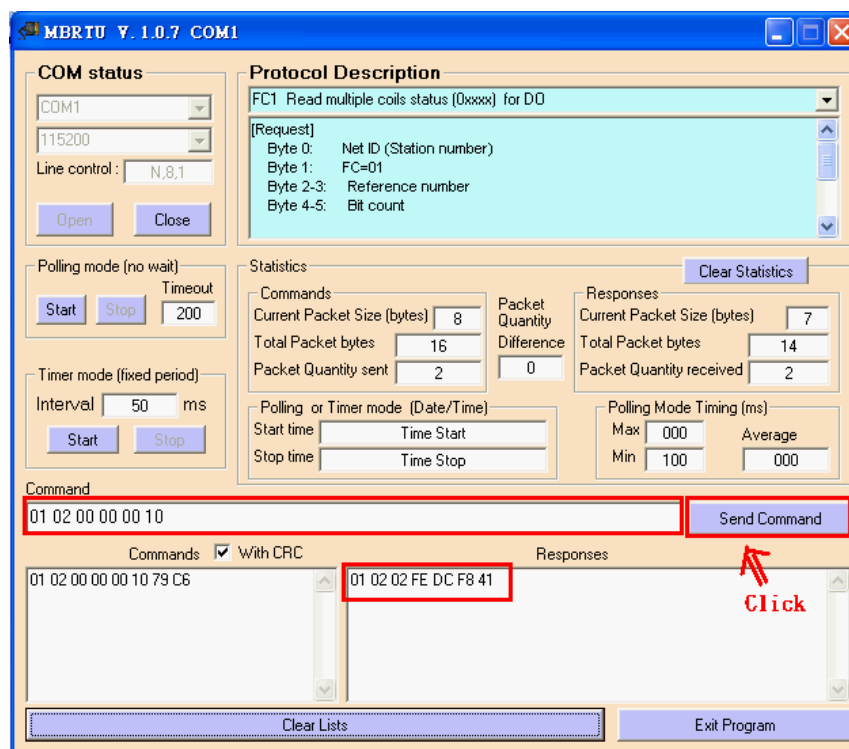 MBRTU V. 1.0.7 COM1
COM status
COM1
115200
Line control : N,8,1
Open Close
Protocol Description
FC1 Read multiple coils status (0xxxx) for DO
[Request]
Byte 0: Net ID (Station number)
Byte 1: FC=01
Byte 2-3: Reference number
Byte 4-5: Bit count
Polling mode (no wait)
Timeout
Start Stop 200
Timer mode (fixed period)
Interval 50 ms
Start Stop
Statistics
Clear Statistics
Commands
Current Packet Size (bytes) 8
Total Packet bytes 16
Packet Quantity sent 2
Packet
Quantity
Difference
0
Responses
Current Packet Size (bytes) 7
Total Packet bytes 14
Packet Quantity received 2
Polling or Timer mode (Date/Time)
Start time Time Start
Stop time Time Stop
Polling Mode Timing (ms)
Max 000 Average
Min 100 000
Command
01 02 00 00 00 10 Send Command
Commands With CRC Responses
01 02 00 00 00 10 79 C6 01 02 02 FE DC F8 41
Click
Clear Lists Exit Program